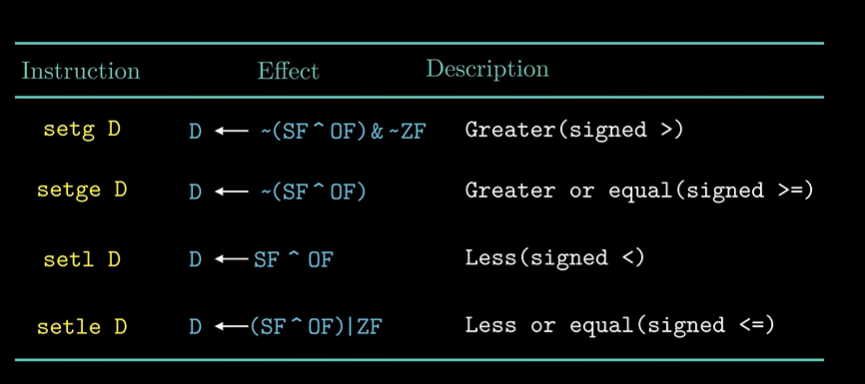 Instruction Effect Description
setg D D ⟵ ~(SF^OF)&~ZF Greater(signed >)
setge D D ⟵ ~(SF^OF) Greater or equal(signed >=)
setl D D ⟵ SF ^ OF Less(signed <)
setle D D ⟵ (SF^OF)|ZF Less or equal(signed <=)